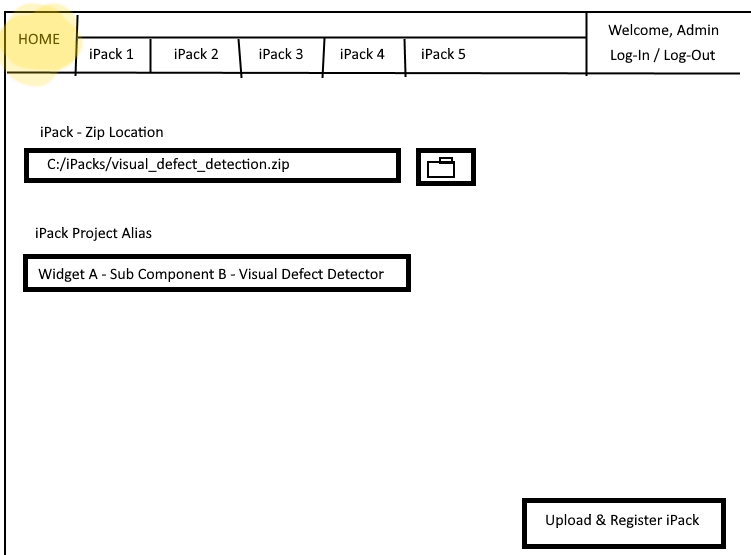 HOME
Welcome, Admin
Log-In / Log-Out
iPack 1
iPack 2
iPack 3
iPack 4
iPack 5
iPack - Zip Location
C:/iPacks/visual_defect_detection.zip
iPack Project Alias
Widget A - Sub Component B - Visual Defect Detector
Upload & Register iPack